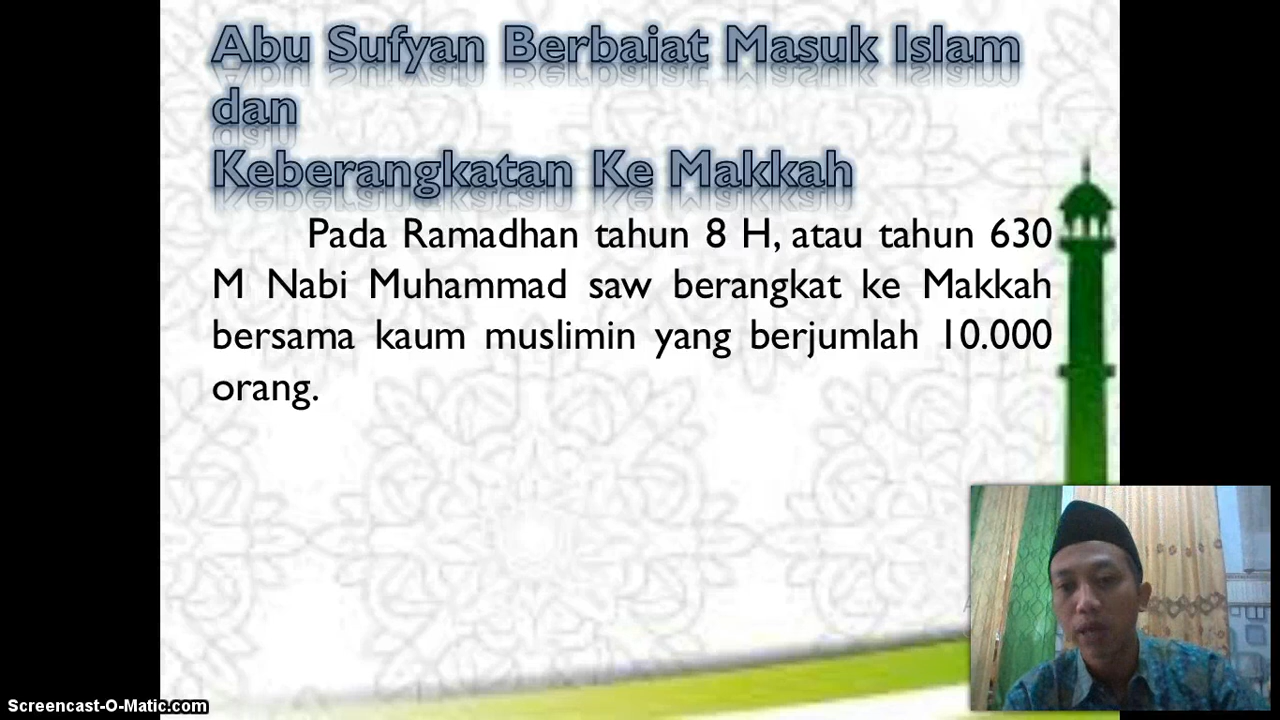 Abu Sufyan Berbaiat Masuk Islam
dan
Keberangkatan Ke Makkah
Pada Ramadhan tahun 8 H, atau tahun 630
M Nabi Muhammad saw berangkat ke Makkah
bersama kaum muslimin yang berjumlah 10.000
orang.
Screencast-O-Matic.com